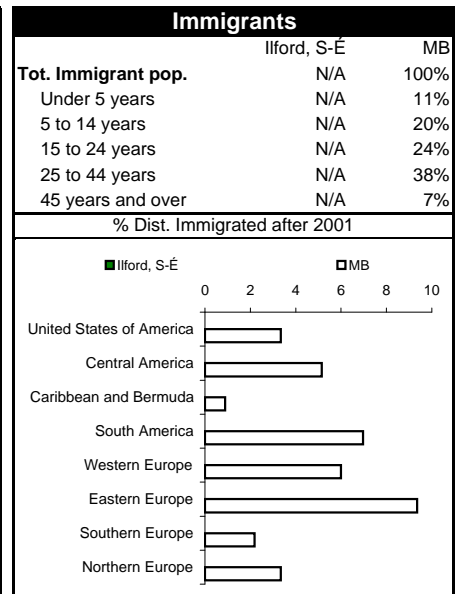 Immigrants
Ilford, S-É MB
Tot. Immigrant pop. N/A 100%
Under 5 years N/A 11%
5 to 14 years N/A 20%
15 to 24 years N/A 24%
25 to 44 years N/A 38%
45 years and over N/A 7%
% Dist. Immigrated after 2001
Ilford, S-É MB
0 2 4 6 8 10
United States of America
Central America
Caribbean and Bermuda
South America
Western Europe
Eastern Europe
Southern Europe
Northern Europe